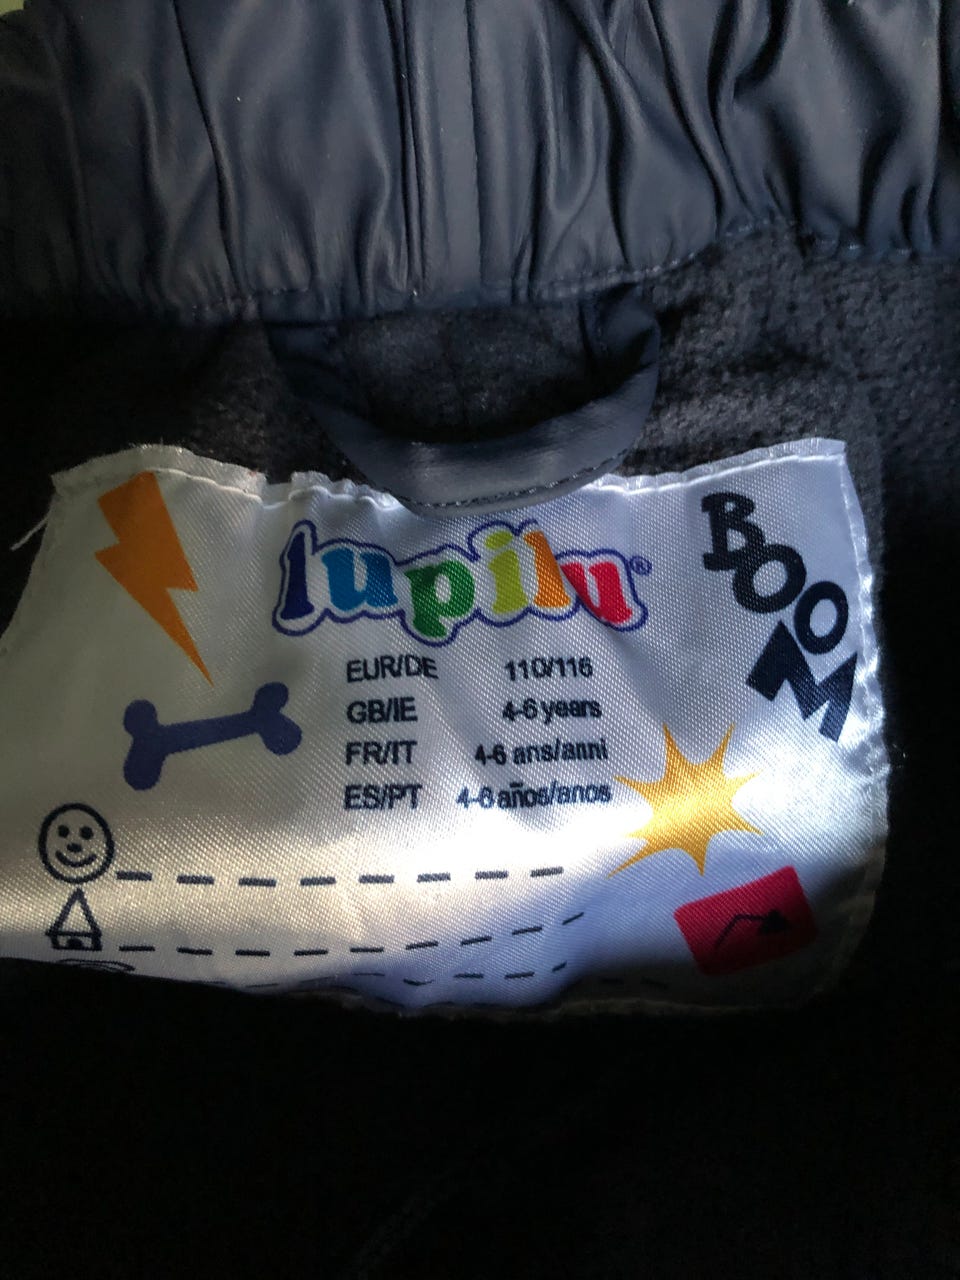 lupilu®
BOOM
EUR/DE 110/116
GB/IE 4-6 years
FR/IT 4-6 ans/anni
ES/PT 4-6 años/anos